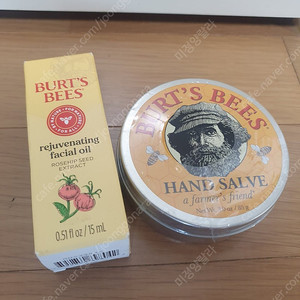 BURT'S
BEES
rejuvenating
facial oil
ROSEHIP SEED
EXTRACT
0.51 fl oz / 15 mL
BURT'S BEES
HAND SALVE
a farmer's friend